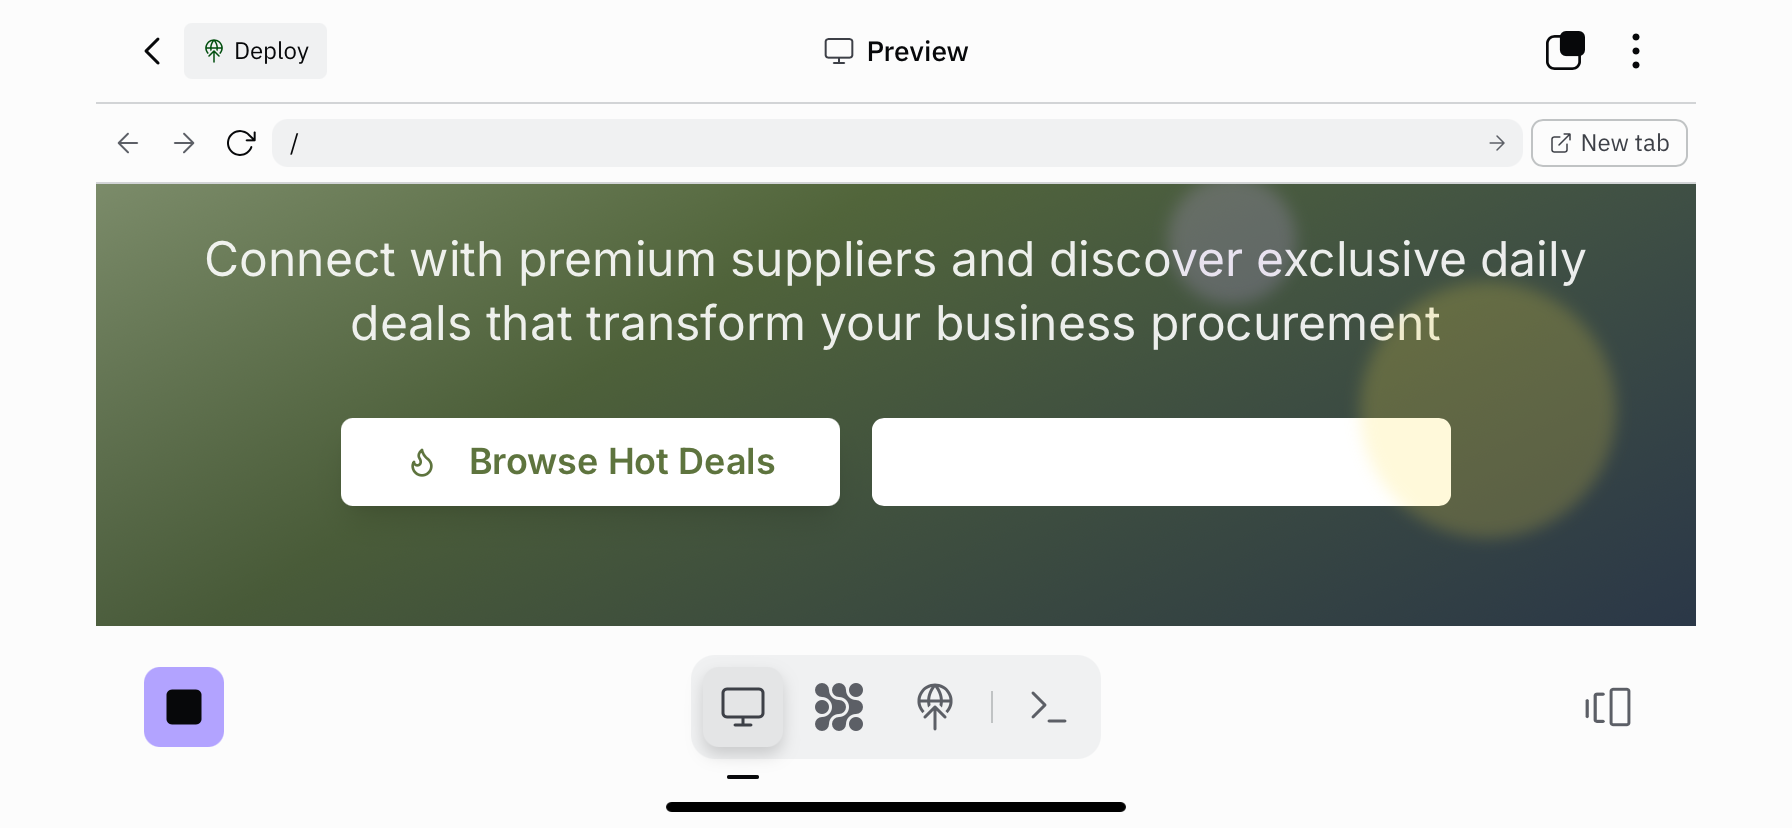 Deploy
Preview
/
New tab
Connect with premium suppliers and discover exclusive daily
deals that transform your business procurement
Browse Hot Deals